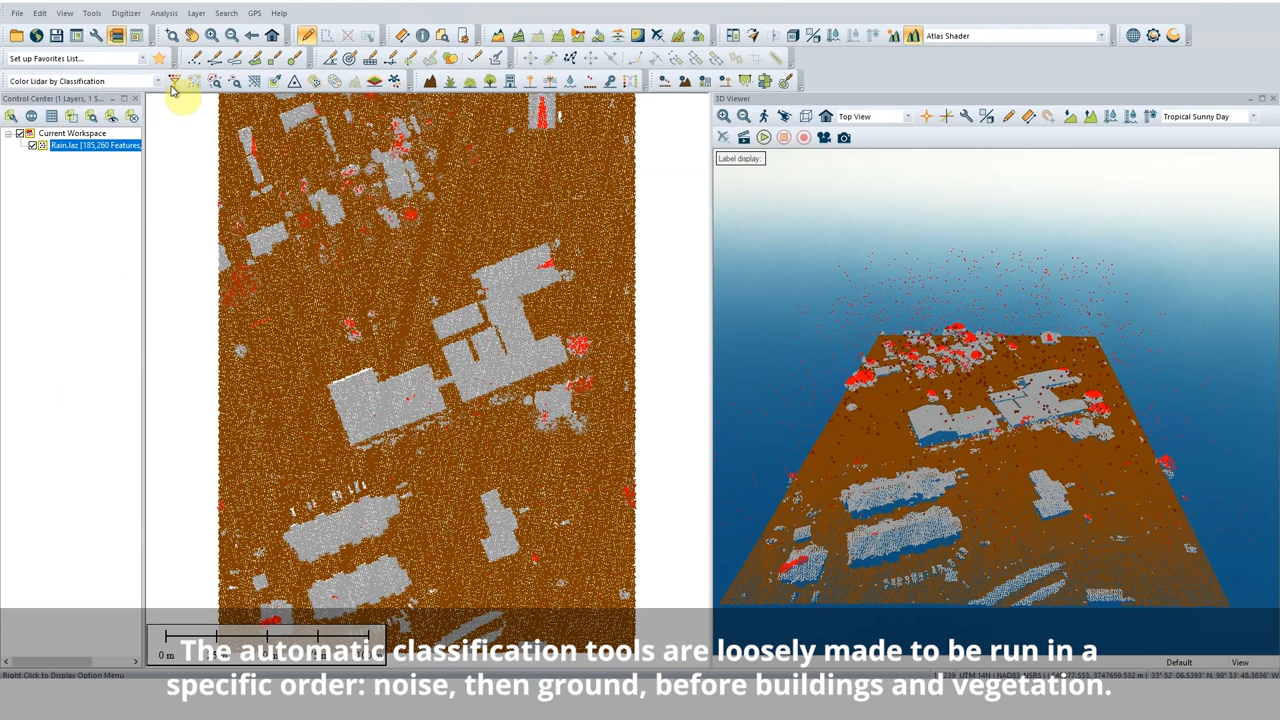 File Edit View Tools Digitizer Analysis Layer Search GPS Help
Atlas Shader
Set up Favorites List...
Color Lidar by Classification
Control Center (1 Layers, 1 S...
3D Viewer
Top View
Tropical Sunny Day
Current Workspace
Rain.laz [185,260 Features,
Label display:
0 m
The automatic classification tools are loosely made to be run in a
specific order: noise, then ground, before buildings and vegetation.
Default View
Right Click to Display Option Menu